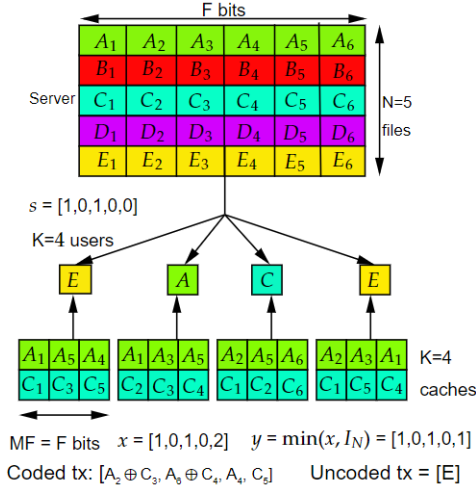 F bits
A₁ A₂ A₃ A₄ A₅ A₆
B₁ B₂ B₃ B₄ B₅ B₆
Server C₁ C₂ C₃ C₄ C₅ C₆ N=5
D₁ D₂ D₃ D₄ D₅ D₆ files
E₁ E₂ E₃ E₄ E₅ E₆
s = [1,0,1,0,0]
K=4 users
E A C E
A₁ A₅ A₄ A₁ A₃ A₅ A₂ A₅ A₆ A₂ A₃ A₁ K=4
C₁ C₃ C₅ C₂ C₃ C₄ C₁ C₂ C₆ C₁ C₅ C₄ caches
MF = F bits x = [1,0,1,0,2] y = min(x, I_N) = [1,0,1,0,1]
Coded tx: [A₂ ⊕ C₃, A₆ ⊕ C₄, A₄, C₅] Uncoded tx = [E]